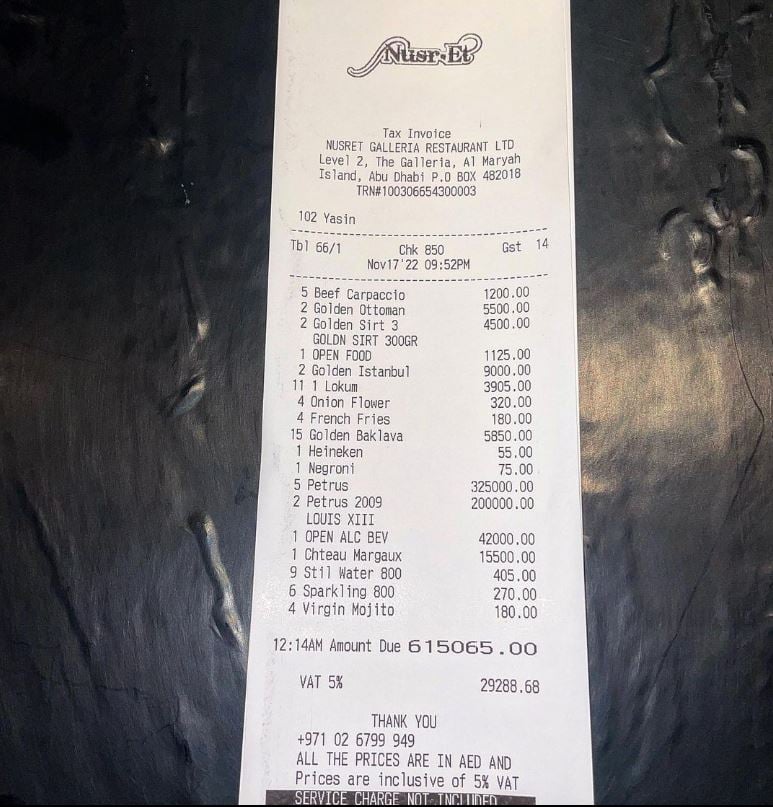 Nusr-Et
Tax Invoice
NUSRET GALLERIA RESTAURANT LTD
Level 2, The Galleria, Al Maryah
Island, Abu Dhabi P.O BOX 482018
TRN#100306654300003
102 Yasin
Tbl 66/1 Chk 850 Gst 14
Nov17'22 09:52PM
5 Beef Carpaccio 1200.00
2 Golden Ottoman 5500.00
2 Golden Sirt 3 4500.00
GOLDN SIRT 300GR
1 OPEN FOOD 1125.00
2 Golden Istanbul 9000.00
11 1 Lokum 3905.00
4 Onion Flower 320.00
4 French Fries 180.00
15 Golden Baklava 5850.00
1 Heineken 55.00
1 Negroni 75.00
5 Petrus 325000.00
2 Petrus 2009 200000.00
LOUIS XIII
1 OPEN ALC BEV 42000.00
1 Chteau Margaux 15500.00
9 Stil Water 800 405.00
6 Sparkling 800 270.00
4 Virgin Mojito 180.00
12:14AM Amount Due 615065.00
VAT 5% 29288.68
THANK YOU
+971 02 6799 949
ALL THE PRICES ARE IN AED AND
Prices are inclusive of 5% VAT
SERVICE CHARGE NOT INCLUDED